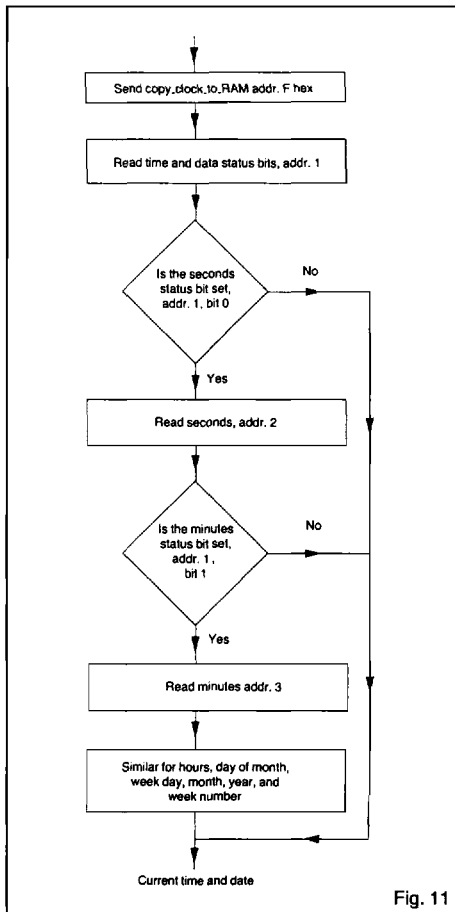 Send copy_clock_to_RAM addr. F hex
Read time and data status bits, addr. 1
Is the seconds
status bit set,
addr. 1, bit 0
No
Yes
Read seconds, addr. 2
Is the minutes
status bit set,
addr. 1,
bit 1
No
Yes
Read minutes addr. 3
Similar for hours, day of month,
week day, month, year, and
week number
Current time and date
Fig. 11